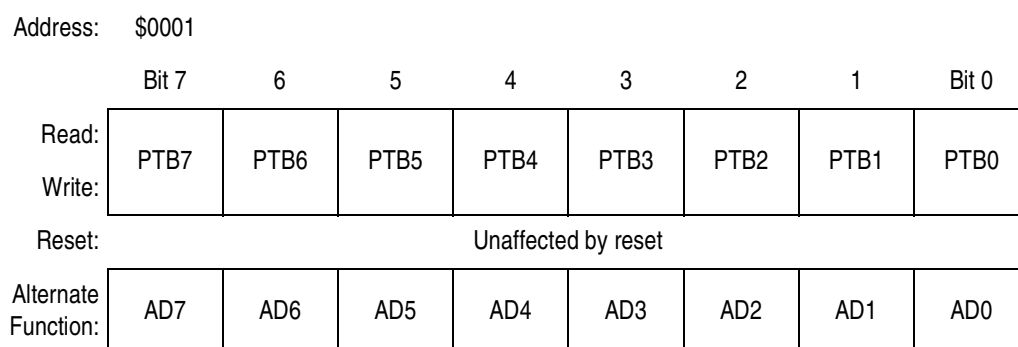 Address: $0001
Bit 7 6 5 4 3 2 1 Bit 0
Read:
PTB7 PTB6 PTB5 PTB4 PTB3 PTB2 PTB1 PTB0
Write:
Reset: Unaffected by reset
Alternate
Function: AD7 AD6 AD5 AD4 AD3 AD2 AD1 AD0